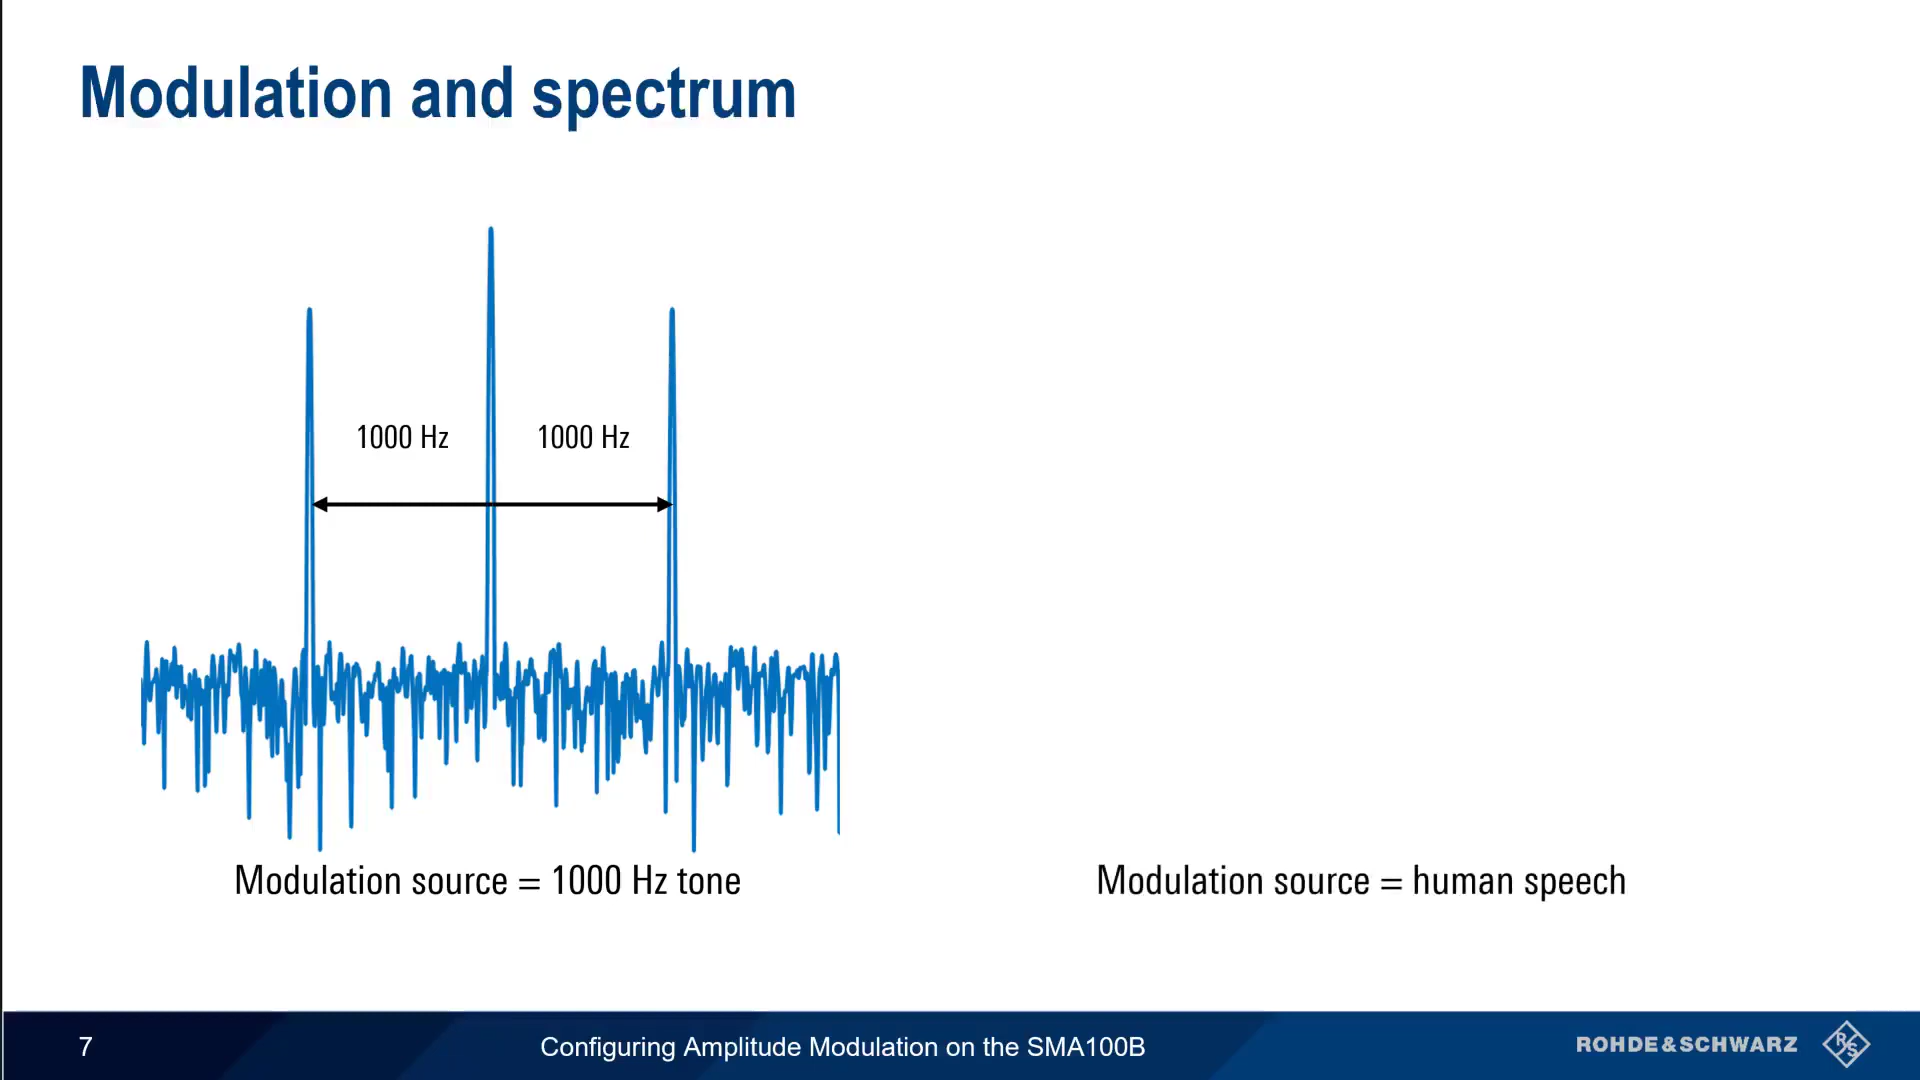 Modulation and spectrum
1000 Hz
1000 Hz
Modulation source = 1000 Hz tone
Modulation source = human speech
7
Configuring Amplitude Modulation on the SMA100B
ROHDE&SCHWARZ
R&S